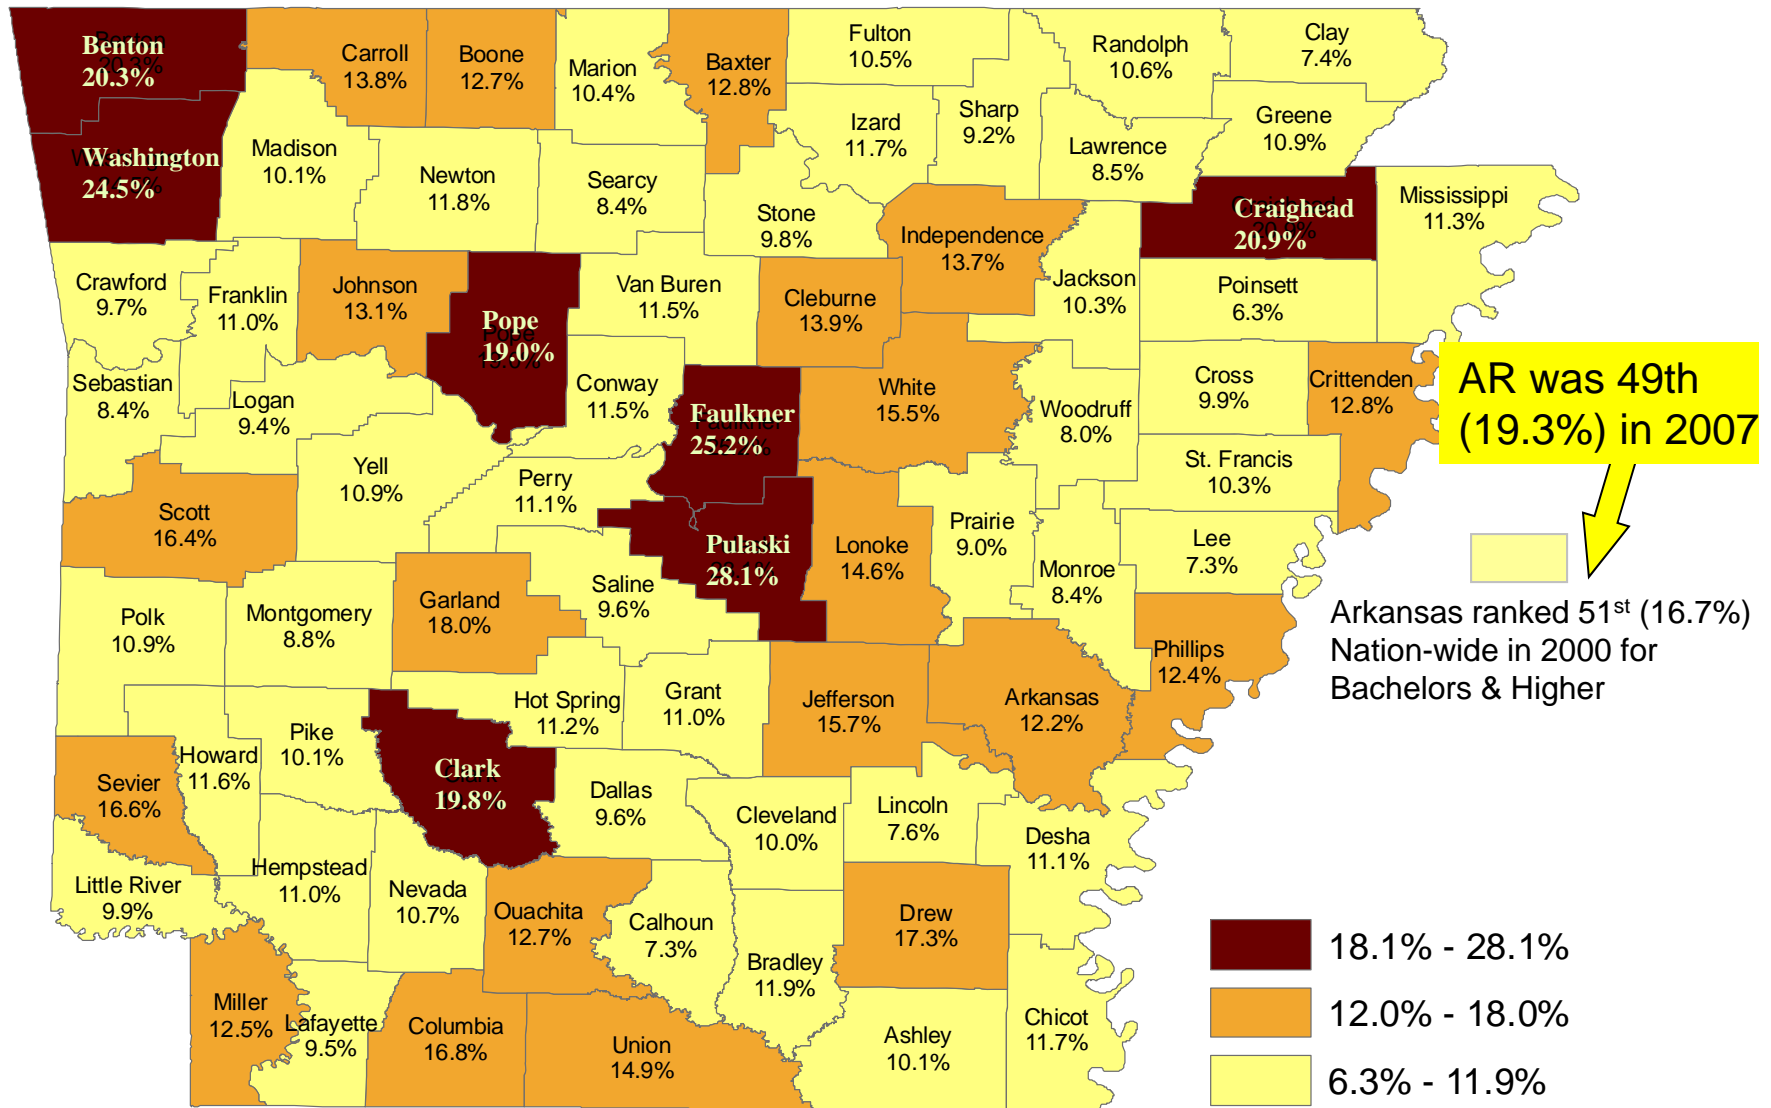 Benton
20.3%
Carroll
13.8%
Boone
12.7%
Marion
10.4%
Baxter
12.8%
Fulton
10.5%
Randolph
10.6%
Clay
7.4%
Washington
24.5%
Madison
10.1%
Newton
11.8%
Searcy
8.4%
Stone
9.8%
Izard
11.7%
Sharp
9.2%
Lawrence
8.5%
Greene
10.9%
Independence
13.7%
Craighead
20.9%
Mississippi
11.3%
Crawford
9.7%
Franklin
11.0%
Johnson
13.1%
Pope
19.0%
Van Buren
11.5%
Cleburne
13.9%
Jackson
10.3%
Poinsett
6.3%
Sebastian
8.4%
Logan
9.4%
Conway
11.5%
Faulkner
25.2%
White
15.5%
Woodruff
8.0%
Cross
9.9%
Crittenden
12.8%
AR was 49th
(19.3%) in 2007
Scott
16.4%
Yell
10.9%
Perry
11.1%
Pulaski
28.1%
Lonoke
14.6%
Prairie
9.0%
Monroe
8.4%
St. Francis
10.3%
Lee
7.3%
Polk
10.9%
Montgomery
8.8%
Garland
18.0%
Saline
9.6%
Arkansas ranked 51st (16.7%)
Nation-wide in 2000 for
Bachelors & Higher
Hot Spring
11.2%
Grant
11.0%
Jefferson
15.7%
Arkansas
12.2%
Phillips
12.4%
Sevier
16.6%
Howard
11.6%
Pike
10.1%
Clark
19.8%
Dallas
9.6%
Cleveland
10.0%
Lincoln
7.6%
Desha
11.1%
Little River
9.9%
Hempstead
11.0%
Nevada
10.7%
Ouachita
12.7%
Calhoun
7.3%
Bradley
11.9%
Drew
17.3%
Miller
12.5%
Lafayette
9.5%
Columbia
16.8%
Union
14.9%
Ashley
10.1%
Chicot
11.7%
18.1% - 28.1%
12.0% - 18.0%
6.3% - 11.9%